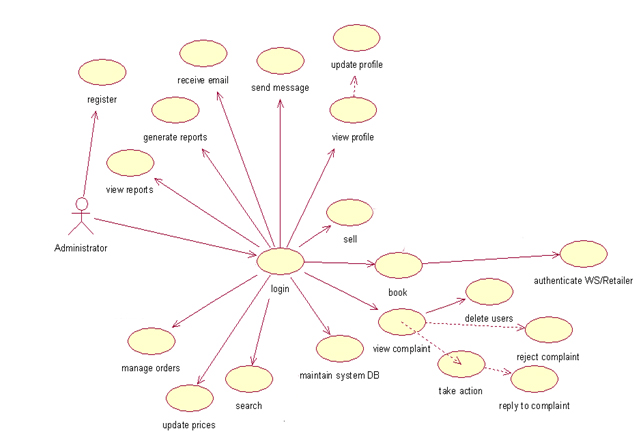 update profile
receive email
send message
register
generate reports
view profile
view reports
sell
Administrator
authenticate WS/Retailer
login
book
delete users
view complaint
reject complaint
manage orders
maintain system DB
take action
search
reply to complaint
update prices